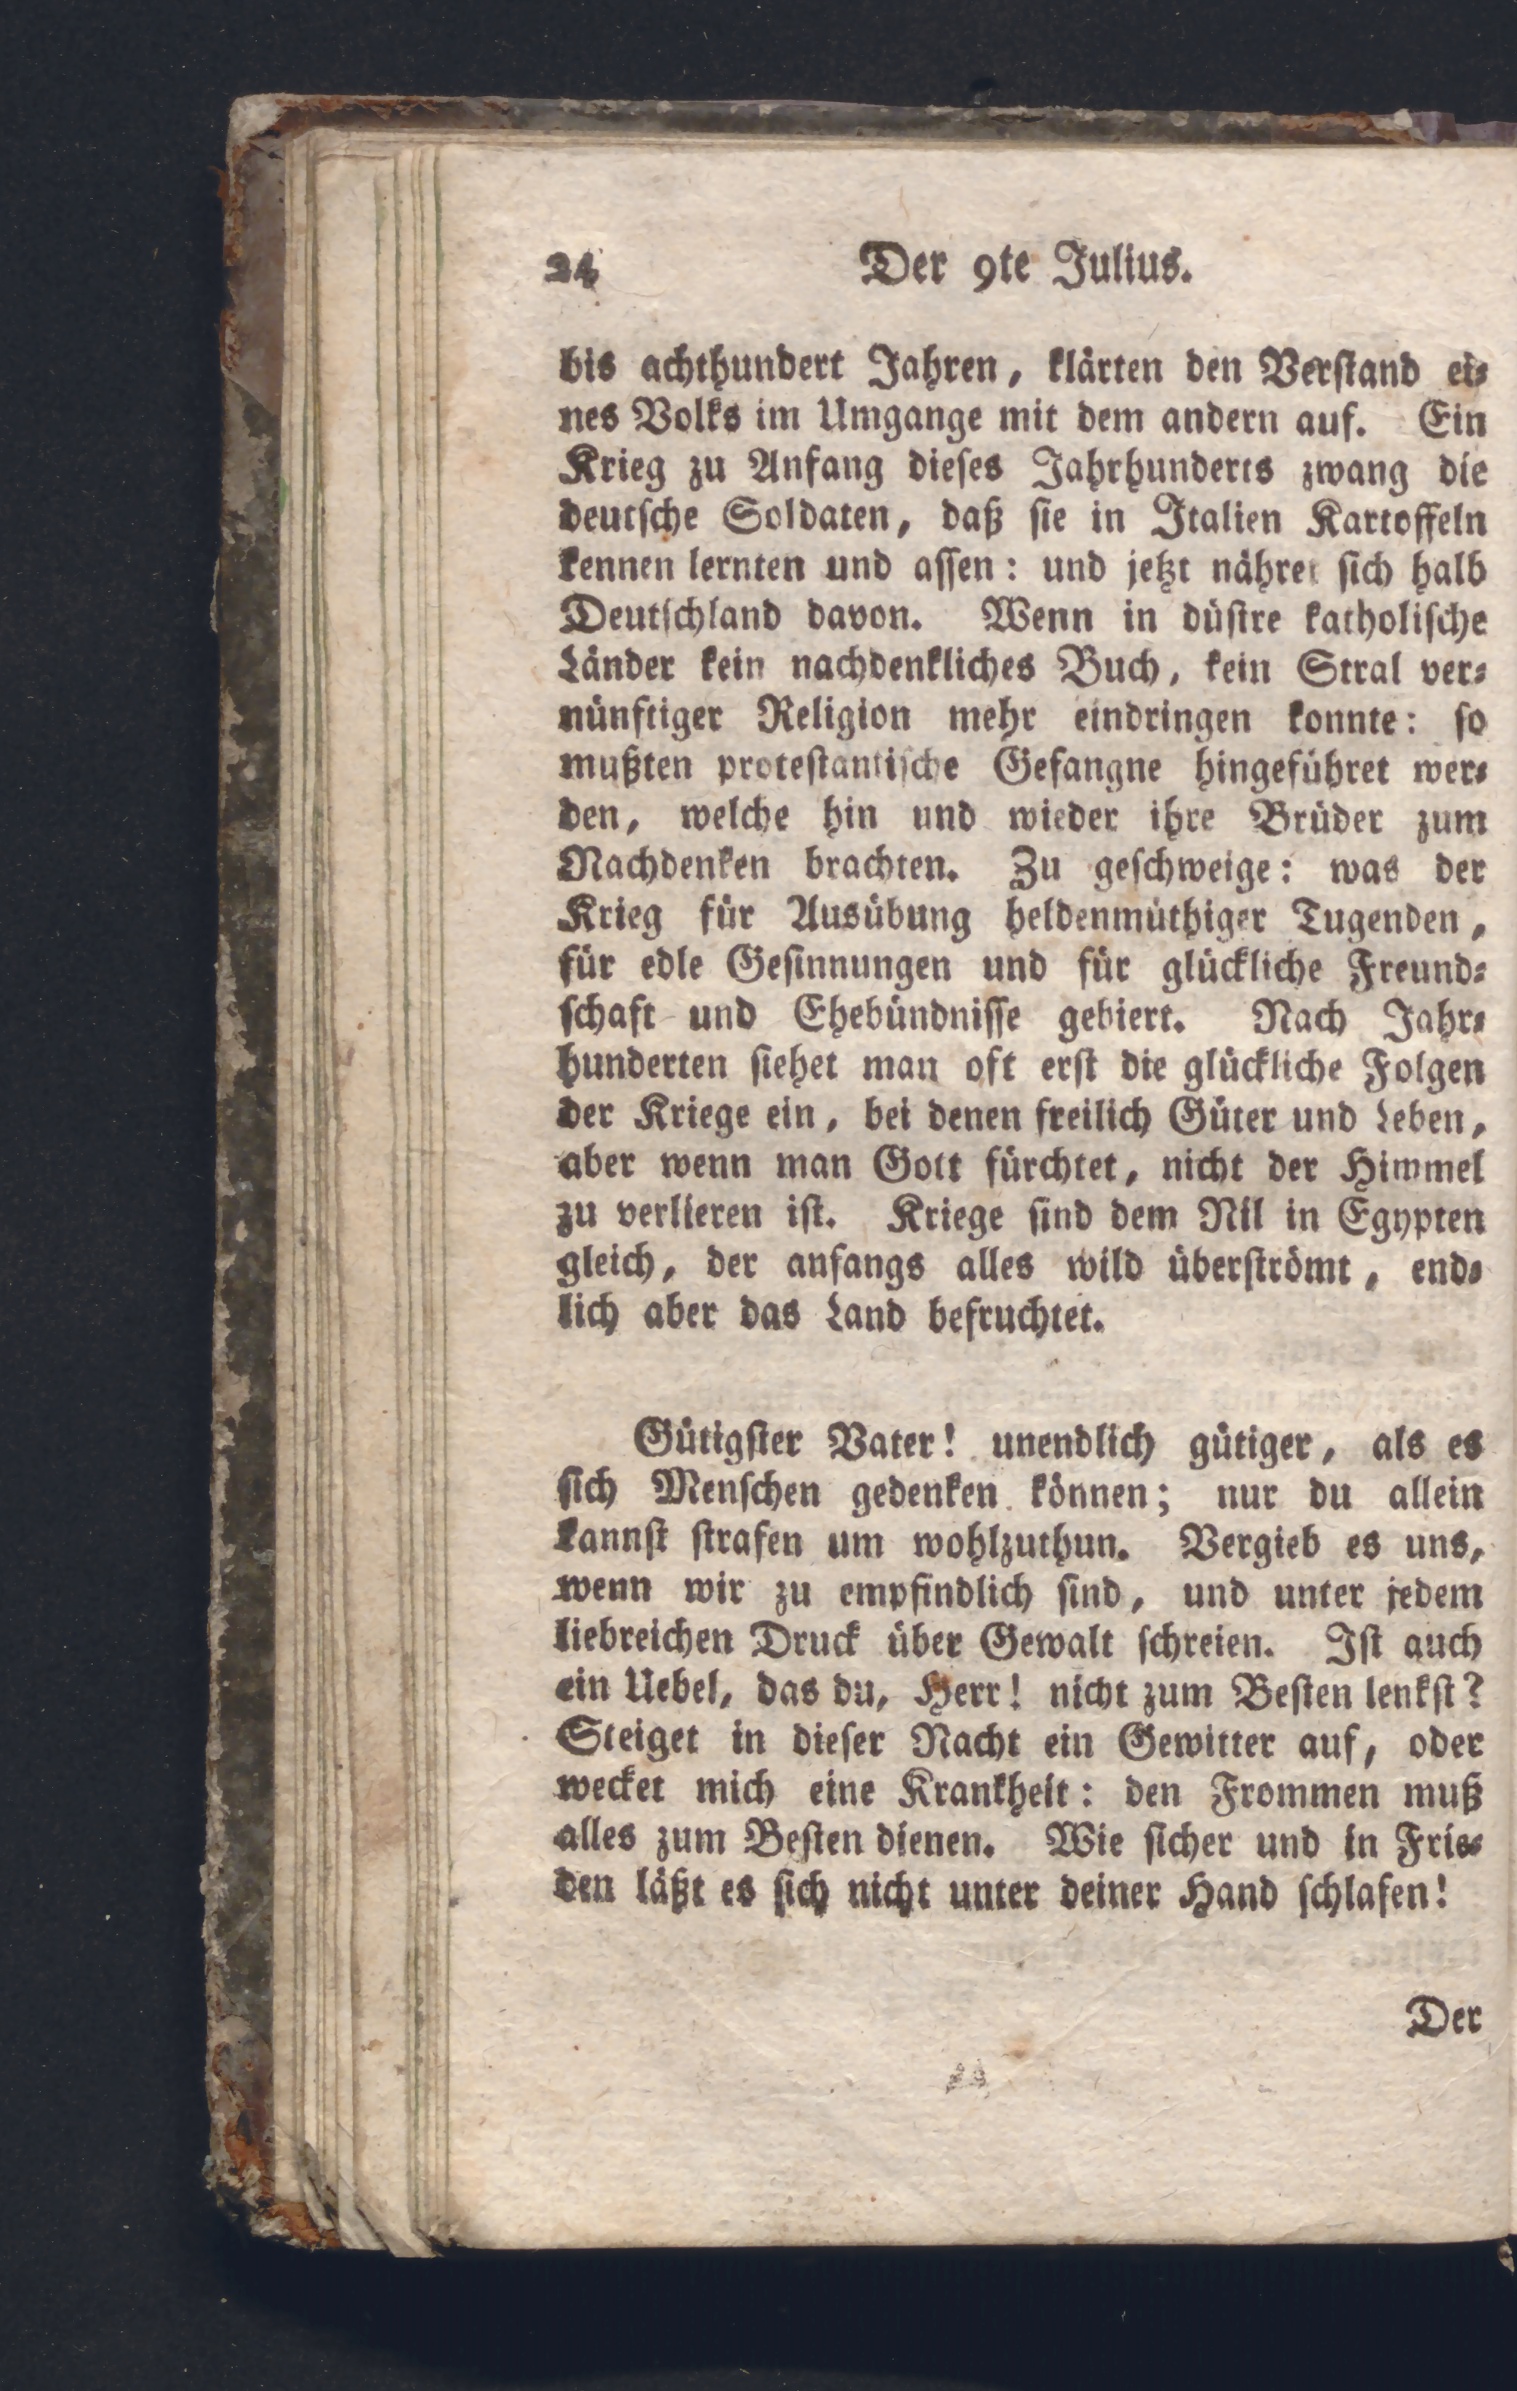 24 Der 9te Julius.
bis achthundert Jahren, klärten den Verstand ei⸗
nes Volks im Umgange mit dem andern auf. Ein
Krieg zu Anfang dieses Jahrhunderts zwang die
deutsche Soldaten, daß sie in Italien Kartoffeln
kennen lernten und assen: und jetzt nähret sich halb
Deutschland davon. Wenn in düstre katholische
Länder kein nachdenkliches Buch, kein Stral ver⸗
nünftiger Religion mehr eindringen konnte: so
mußten protestantische Gefangne hingeführet wer⸗
den, welche hin und wieder ihre Brüder zum
Nachdenken brachten. Zu geschweige: was der
Krieg für Ausübung heldenmüthiger Tugenden,
für edle Gesinnungen und für glückliche Freund⸗
schaft und Ehebündnisse gebiert. Nach Jahr⸗
hunderten siehet man oft erst die glückliche Folgen
der Kriege ein, bei denen freilich Güter und Leben,
aber wenn man Gott fürchtet, nicht der Himmel
zu verlieren ist. Kriege sind dem Nil in Egypten
gleich, der anfangs alles wild überströmt, end⸗
lich aber das Land befruchtet.
Gütigster Vater! unendlich gütiger, als es
sich Menschen gedenken können; nur du allein
kannst strafen um wohlzuthun. Vergieb es uns,
wenn wir zu empfindlich sind, und unter jedem
liebreichen Druck über Gewalt schreien. Ist auch
ein Uebel, das du, Herr! nicht zum Besten lenkst?
Steiget in dieser Nacht ein Gewitter auf, oder
wecket mich eine Krankheit: den Frommen muß
alles zum Besten dienen. Wie sicher und in Frie⸗
den läßt es sich nicht unter deiner Hand schlafen!
Der